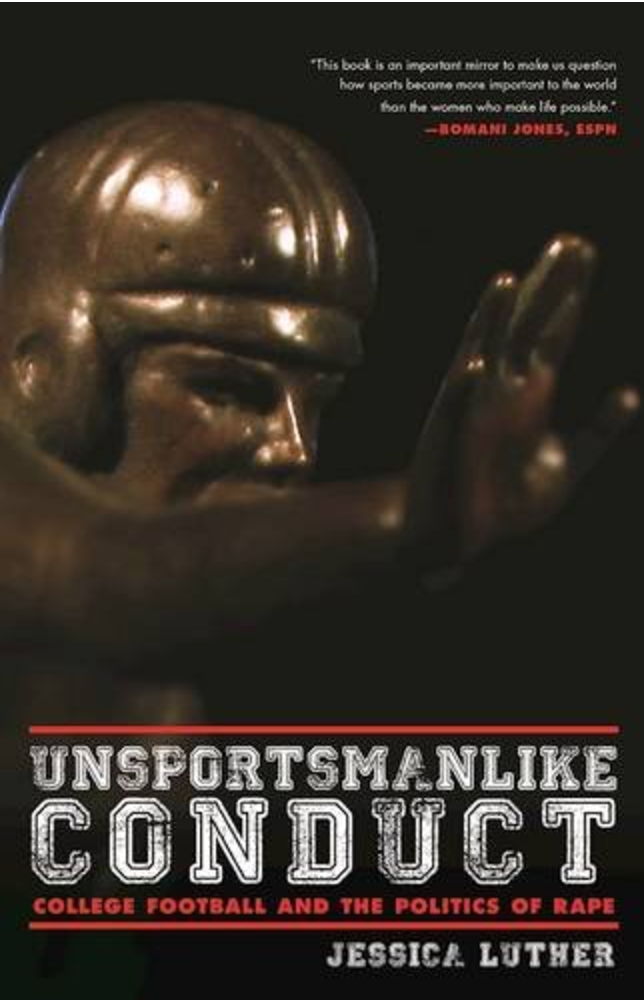 "This book is an important mirror to make us question
how sports became more important to the world
than the women who make life possible."
—BOMANI JONES, ESPN
UNSPORTSMANLIKE
CONDUCT
COLLEGE FOOTBALL AND THE POLITICS OF RAPE
JESSICA LUTHER